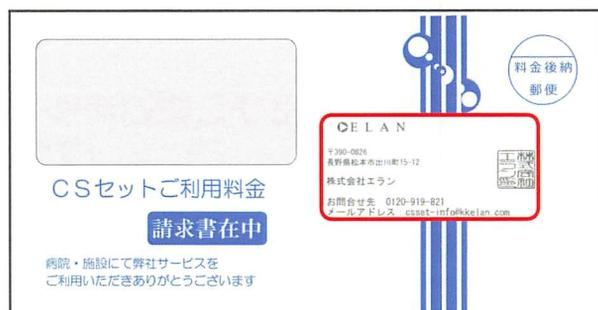 料金後納
郵便
ELAN
〒390-0826
長野県松本市出川町15-12
株式会社エラン
お問合せ先 0120-919-821
メールアドレス csset-info@kkelan.com
CSセットご利用料金
請求書在中
病院・施設にて弊社サービスを
ご利用いただきありがとうございます